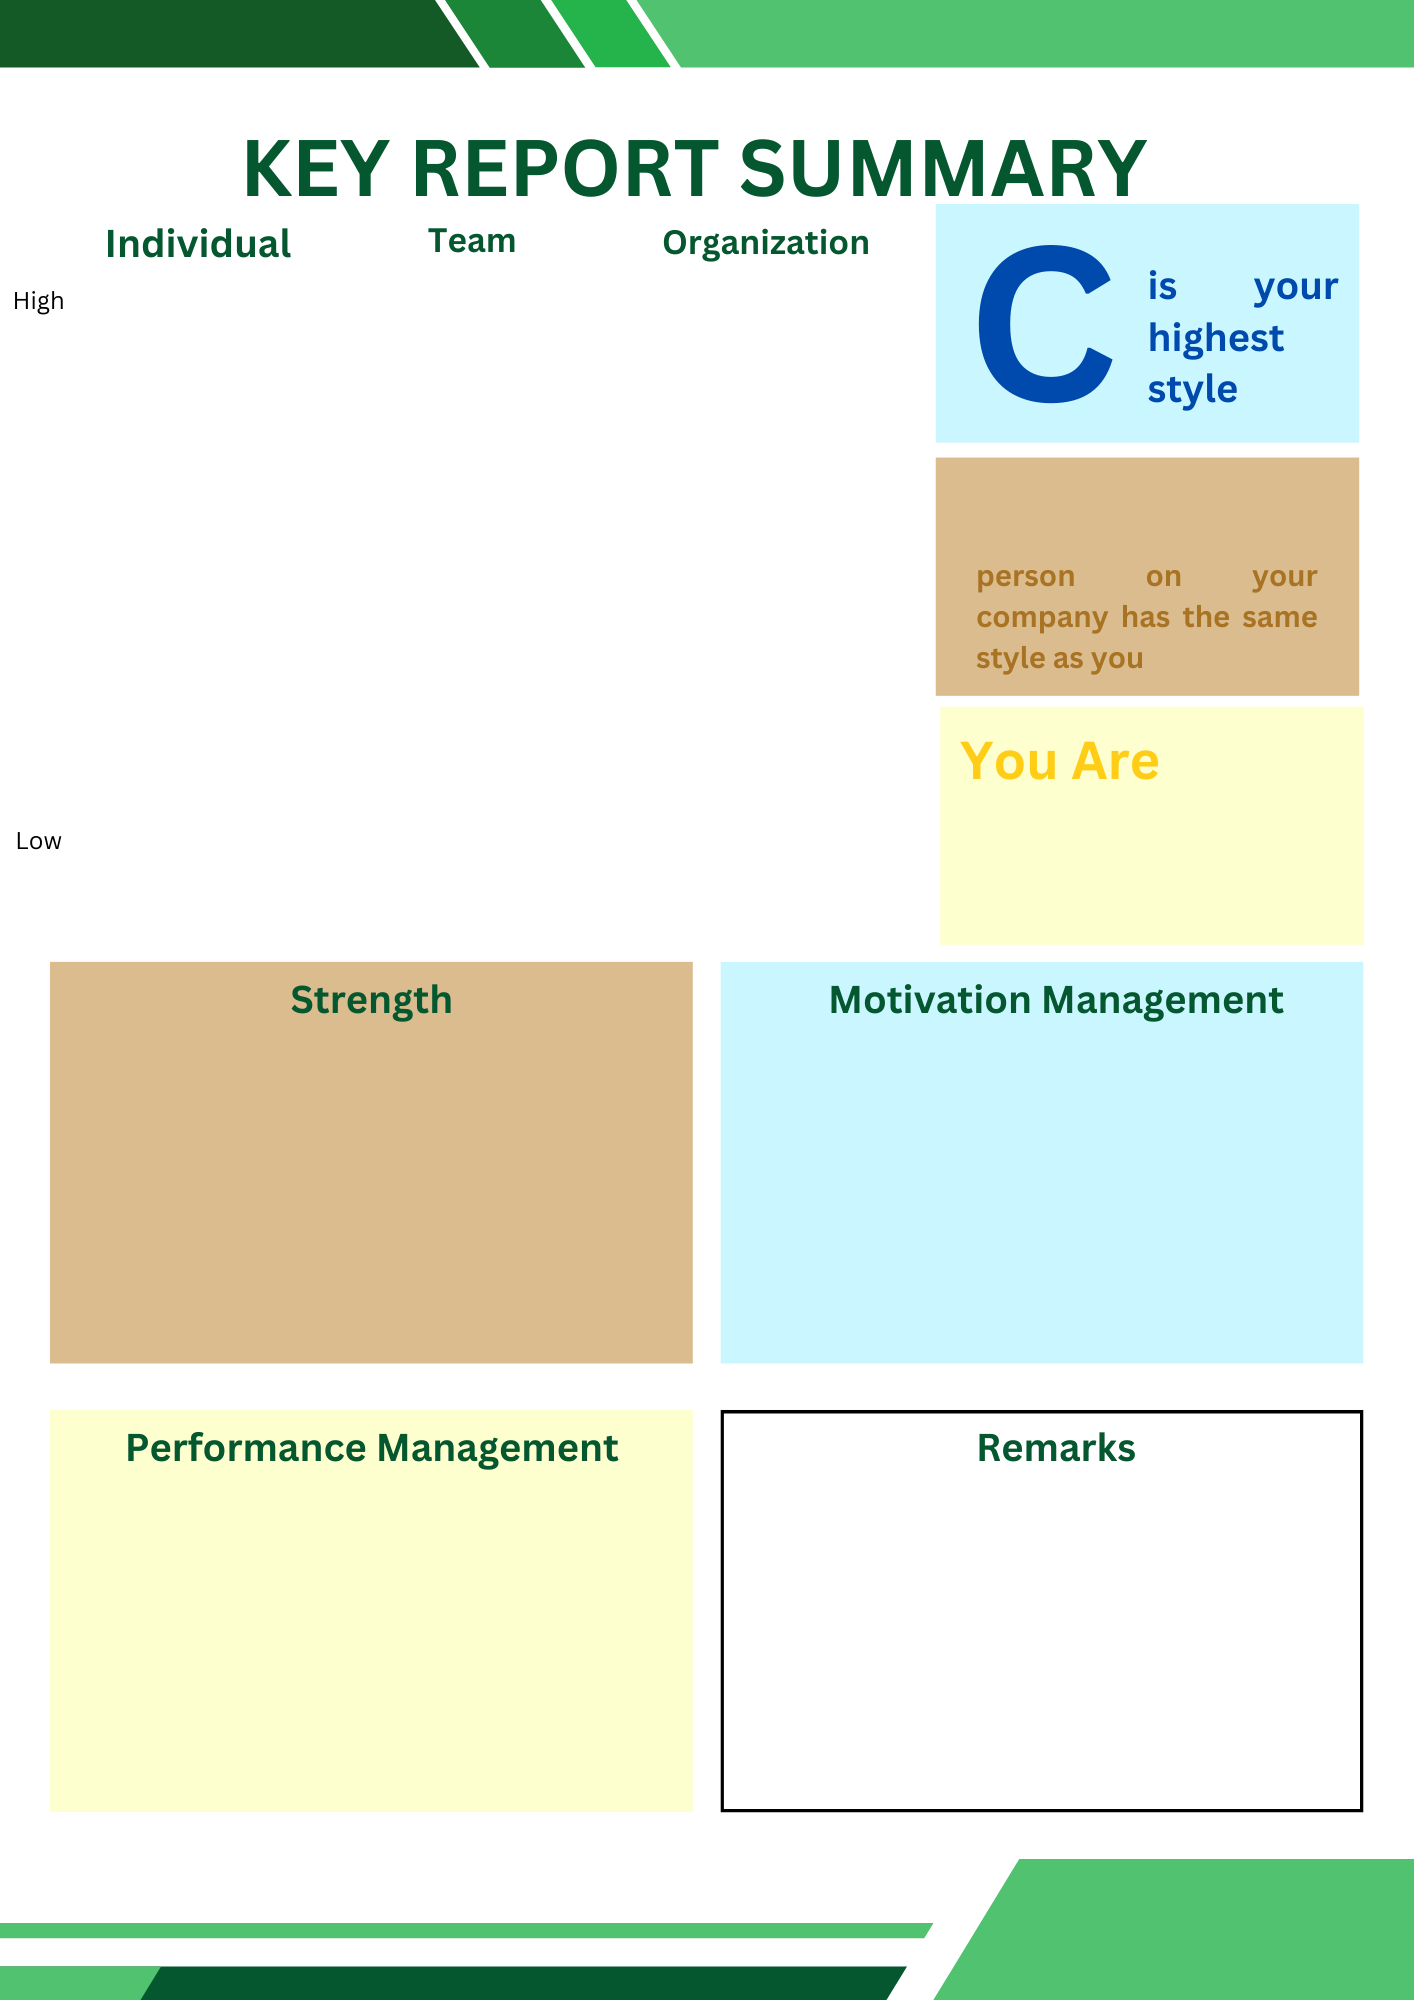 KEY REPORT SUMMARY
Individual
Team
Organization
High
Low
C
is your
highest
style
person on your
company has the same
style as you
You Are
Strength
Motivation Management
Performance Management
Remarks